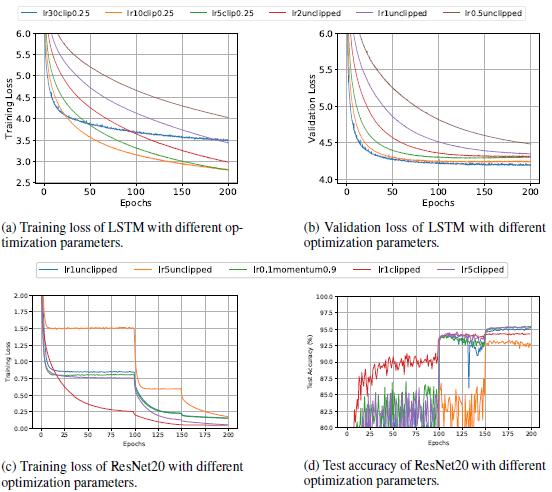 lr30clip0.25 lr10clip0.25 lr5clip0.25 lr2unclipped lr1unclipped lr0.5unclipped
6.0 5.5 5.0 4.5 4.0 3.5 3.0 2.5
Training Loss
0 50 100 150 200
Epochs
6.0 5.5 5.0 4.5 4.0
Validation Loss
0 50 100 150 200
Epochs
(a) Training loss of LSTM with different op-
timization parameters.
(b) Validation loss of LSTM with different
optimization parameters.
lr1unclipped lr5unclipped lr0.1momentum0.9 lr1clipped lr5clipped
2.00 1.75 1.50 1.25 1.00 0.75 0.50 0.25 0.00
Training Loss
0 25 50 75 100 125 150 175 200
Epochs
100.0 97.5 95.0 92.5 90.0 87.5 85.0 82.5 80.0
Test Accuracy (%)
0 25 50 75 100 125 150 175 200
Epochs
(c) Training loss of ResNet20 with different
optimization parameters.
(d) Test accuracy of ResNet20 with different
optimization parameters.